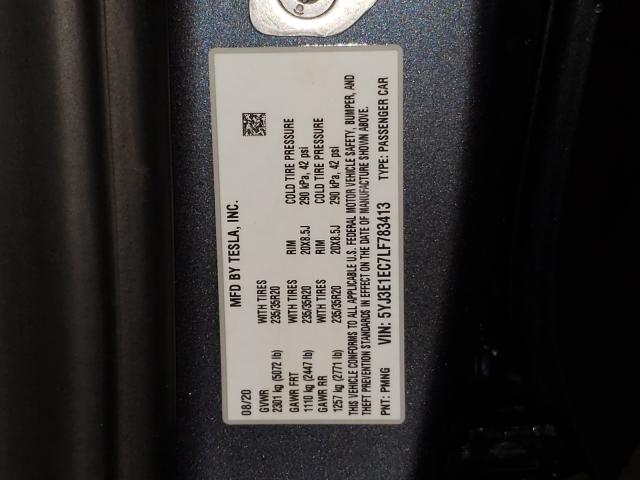 MFD BY TESLA, INC.
08/20
GVWR WITH TIRES RIM COLD TIRE PRESSURE
2301 kg (5072 lb) 235/35R20 20X8.5J 290 kPa, 42 psi
GAWR FRT WITH TIRES RIM COLD TIRE PRESSURE
1110 kg (2447 lb) 235/35R20 20X8.5J 290 kPa, 42 psi
GAWR RR WITH TIRES
1257 kg (2771 lb) 235/35R20
THIS VEHICLE CONFORMS TO ALL APPLICABLE U.S. FEDERAL MOTOR VEHICLE SAFETY, BUMPER, AND
THEFT PREVENTION STANDARDS IN EFFECT ON THE DATE OF MANUFACTURE SHOWN ABOVE.
VIN: 5YJ3E1EC7LF783413
PNT: PMNG TYPE: PASSENGER CAR